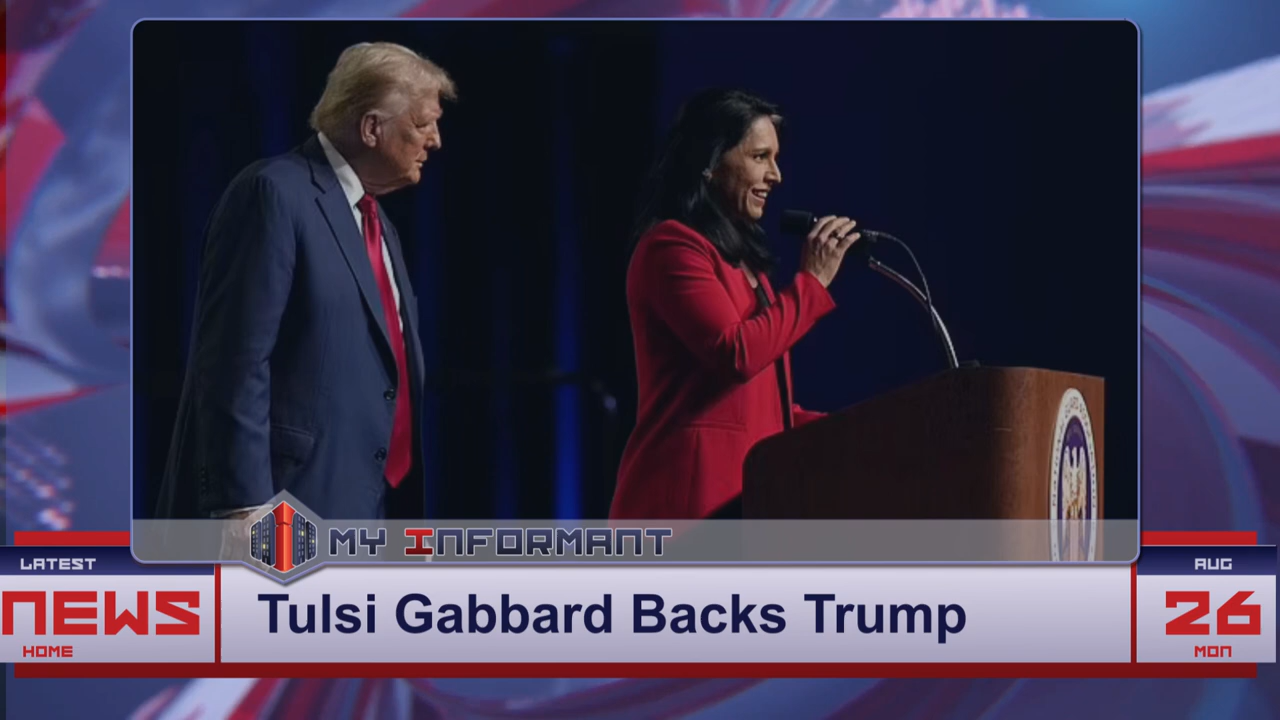 MY INFORMANT
LATEST
NEWS
HOME
Tulsi Gabbard Backs Trump
AUG
26
MON